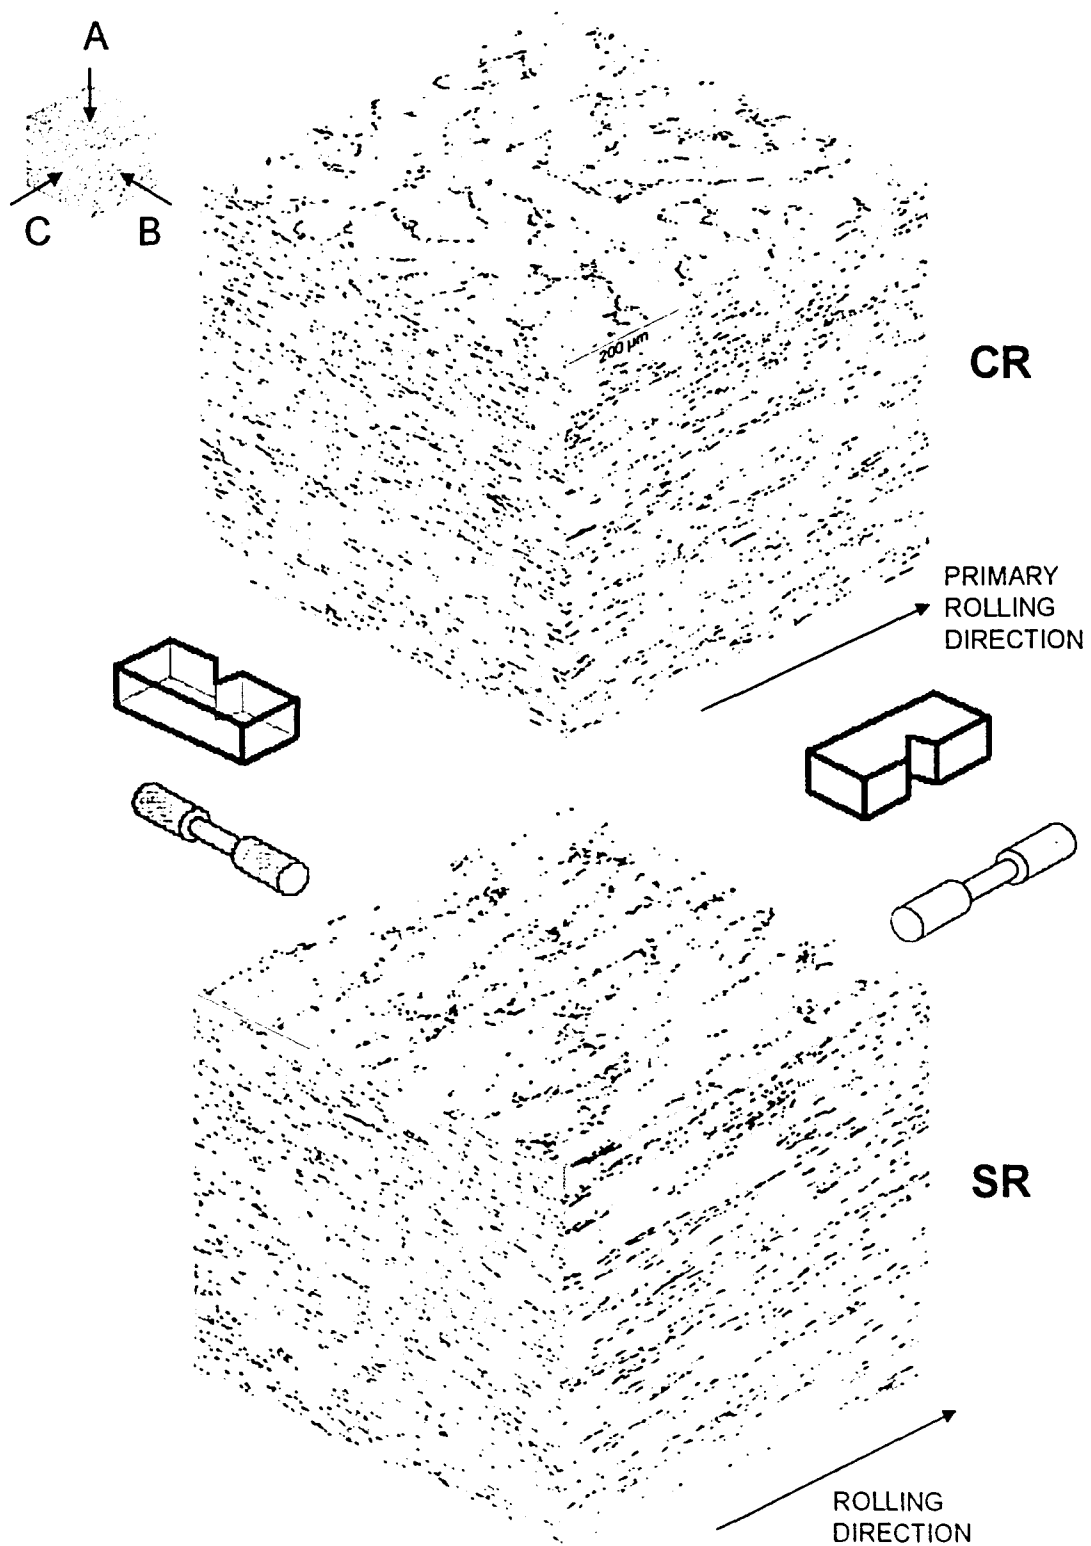 A
C
B
200 µm
CR
PRIMARY
ROLLING
DIRECTION
SR
ROLLING
DIRECTION